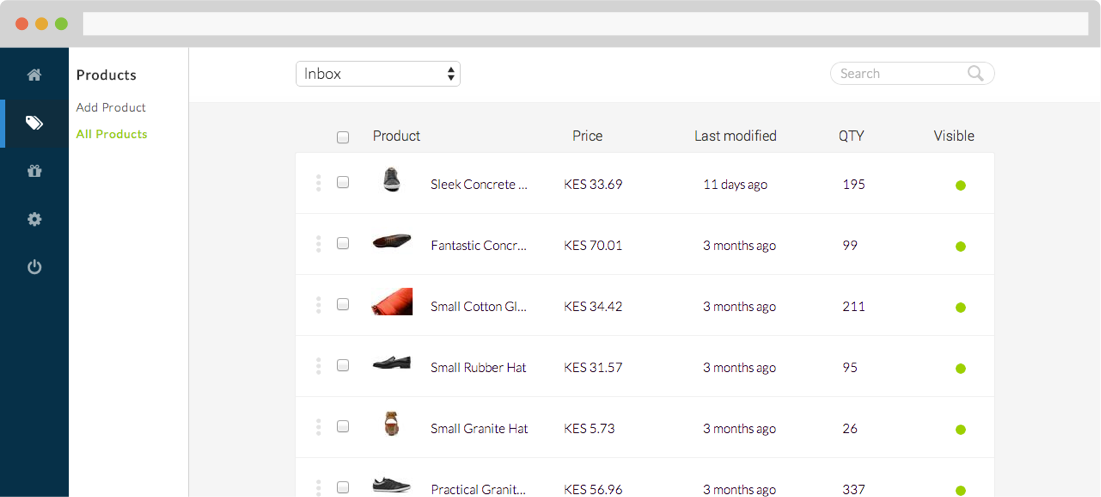 Products
Add Product
All Products
Inbox
Search
Product Price Last modified QTY Visible
Sleek Concrete ... KES 33.69 11 days ago 195
Fantastic Concr... KES 70.01 3 months ago 99
Small Cotton Gl... KES 34.42 3 months ago 211
Small Rubber Hat KES 31.57 3 months ago 95
Small Granite Hat KES 5.73 3 months ago 26
Practical Granit... KES 56.96 3 months ago 337